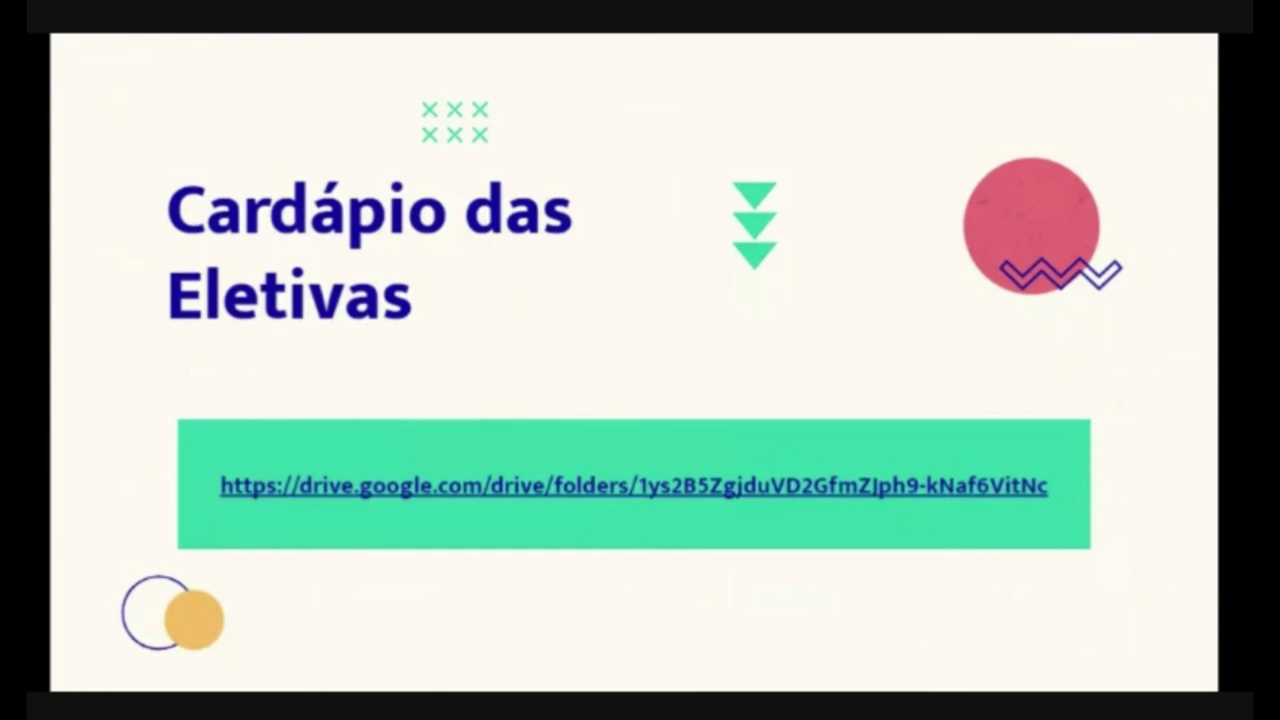 Cardápio das
Eletivas
https://drive.google.com/drive/folders/1ys2B5ZgjduVD2GfmZJph9-kNaf6VitNc